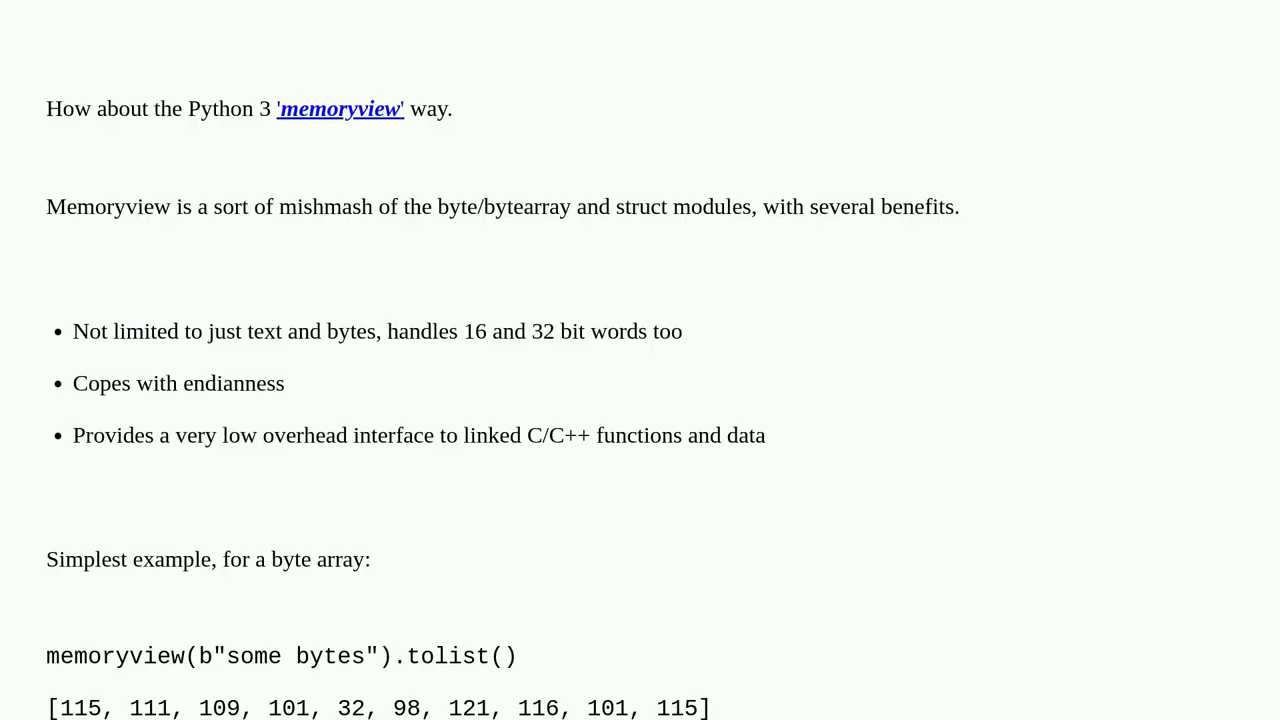 How about the Python 3 'memoryview' way.
Memoryview is a sort of mishmash of the byte/bytearray and struct modules, with several benefits.
• Not limited to just text and bytes, handles 16 and 32 bit words too
• Copes with endianness
• Provides a very low overhead interface to linked C/C++ functions and data
Simplest example, for a byte array:
memoryview(b"some bytes").tolist()
[115, 111, 109, 101, 32, 98, 121, 116, 101, 115]